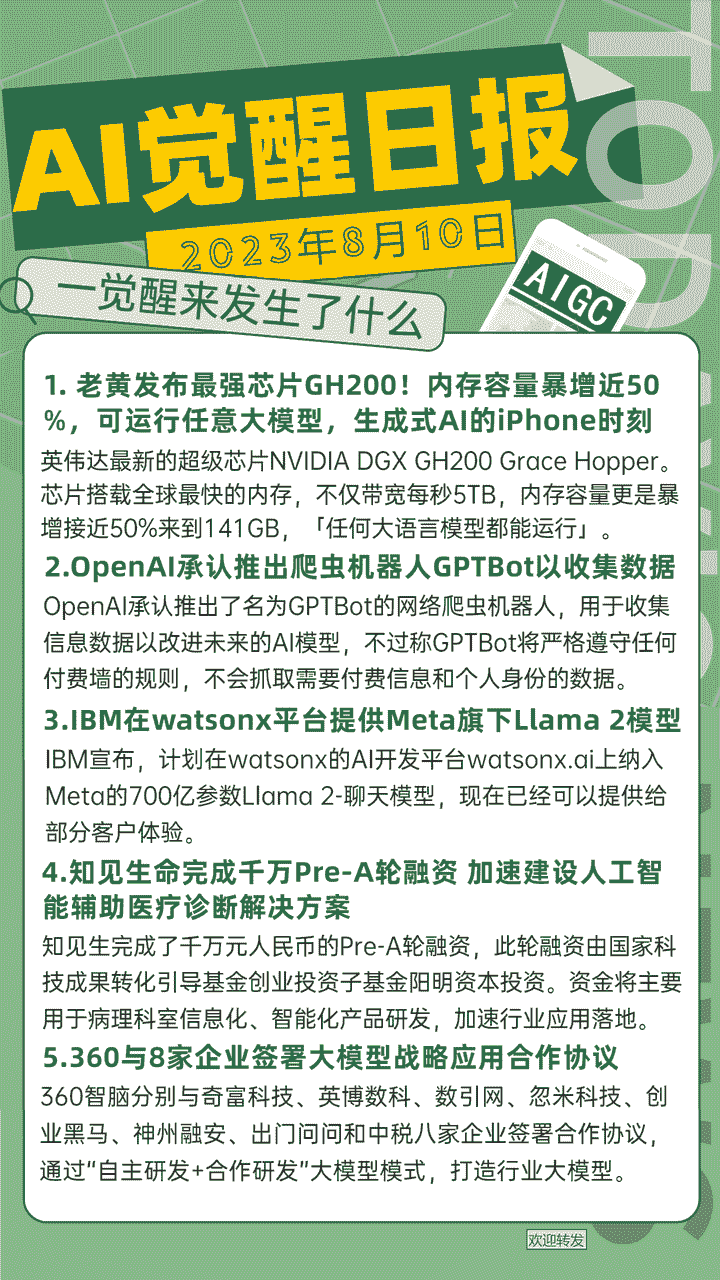 AI觉醒日报
2023年8月10日
一觉醒来发生了什么
AIGC
1. 老黄发布最强芯片GH200！内存容量暴增近50
%，可运行任意大模型，生成式AI的iPhone时刻
英伟达最新的超级芯片NVIDIA DGX GH200 Grace Hopper。
芯片搭载全球最快的内存，不仅带宽每秒5TB，内存容量更是暴
增接近50%来到141GB，「任何大语言模型都能运行」。
2.OpenAI承认推出爬虫机器人GPTBot以收集数据
OpenAI承认推出了名为GPTBot的网络爬虫机器人，用于收集
信息数据以改进未来的AI模型，不过称GPTBot将严格遵守任何
付费墙的规则，不会抓取需要付费信息和个人身份的数据。
3.IBM在watsonx平台提供Meta旗下Llama 2模型
IBM宣布，计划在watsonx的AI开发平台watsonx.ai上纳入
Meta的700亿参数Llama 2-聊天模型，现在已经可以提供给
部分客户体验。
4.知见生命完成千万Pre-A轮融资 加速建设人工智
能辅助医疗诊断解决方案
知见生完成了千万元人民币的Pre-A轮融资，此轮融资由国家科
技成果转化引导基金创业投资子基金阳明资本投资。资金将主要
用于病理科室信息化、智能化产品研发，加速行业应用落地。
5.360与8家企业签署大模型战略应用合作协议
360智脑分别与奇富科技、英博数科、数引网、忽米科技、创
业黑马、神州融安、出门问问和中税八家企业签署合作协议，
通过“自主研发+合作研发”大模型模式，打造行业大模型。
欢迎转发